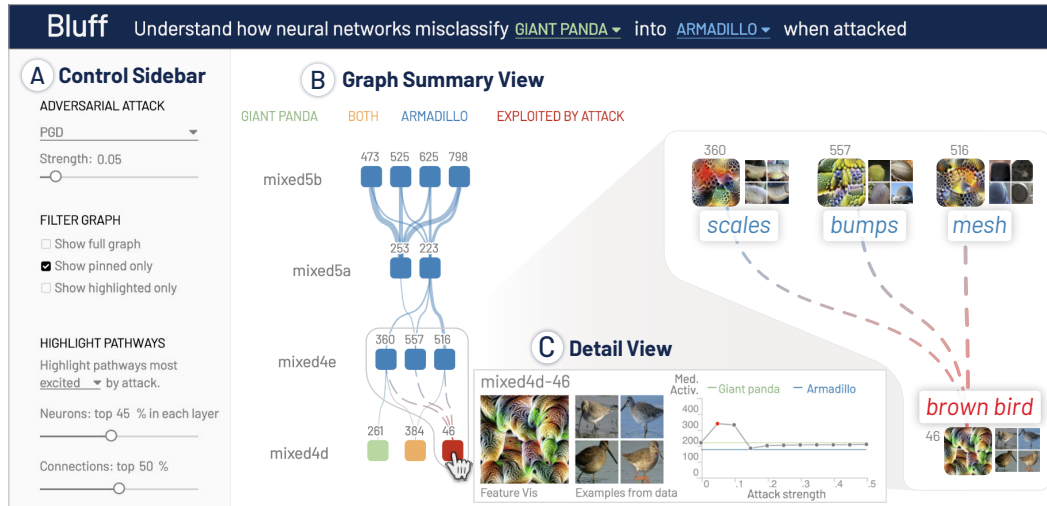 Bluff Understand how neural networks misclassify GIANT PANDA into ARMADILLO when attacked
A Control Sidebar
ADVERSARIAL ATTACK
PGD
Strength: 0.05
FILTER GRAPH
Show full graph
Show pinned only
Show highlighted only
HIGHLIGHT PATHWAYS
Highlight pathways most
excited by attack.
Neurons: top 45 % in each layer
Connections: top 50 %
B Graph Summary View
GIANT PANDA BOTH ARMADILLO EXPLOITED BY ATTACK
473 525 625 798
mixed5b
253 223
mixed5a
360 557 516
mixed4e
261 384 46
mixed4d
C Detail View
mixed4d-46
Feature Vis Examples from data
Med.
Activ.
Giant panda Armadillo
400
300
200
100
0
0 .1 .2 .3 .4 .5
Attack strength
360 557 516
scales bumps mesh
brown bird
46